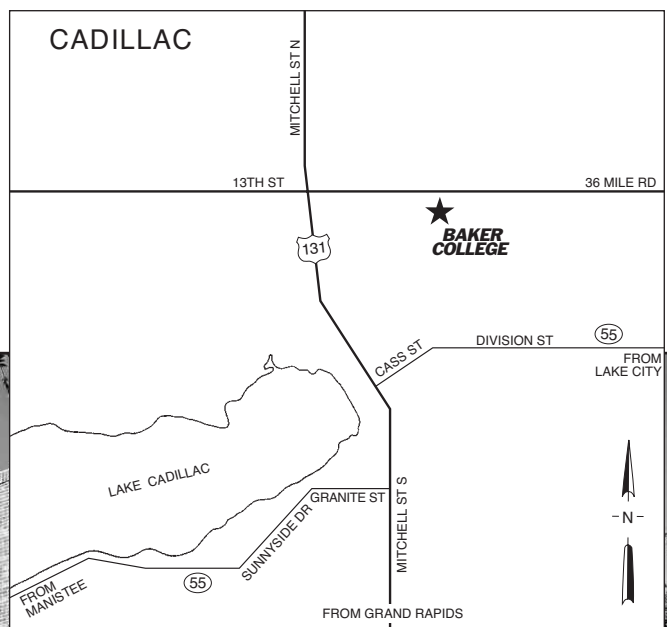 CADILLAC
MITCHELL ST N
13TH ST
36 MILE RD
BAKER
COLLEGE
131
CASS ST
DIVISION ST
55
FROM
LAKE CITY
LAKE CADILLAC
GRANITE ST
SUNNYSIDE DR
MITCHELL ST S
-N-
55
FROM
MANISTEE
FROM GRAND RAPIDS